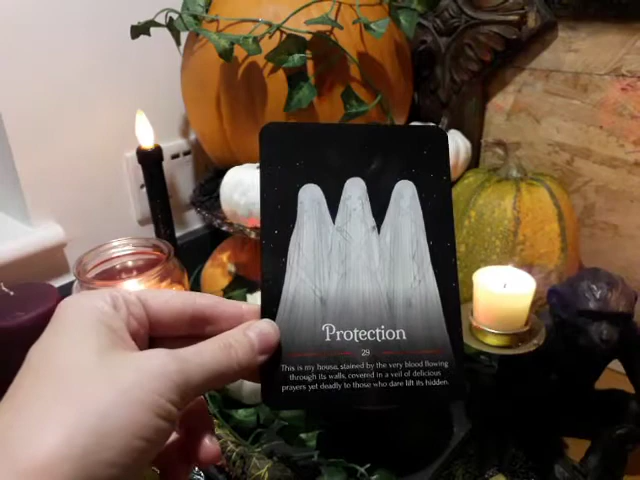 Protection
29
This is my house, stained by the very blood flowing
through its walls, covered in a veil of delicious
prayers yet deadly to those who dare lift its hidden.